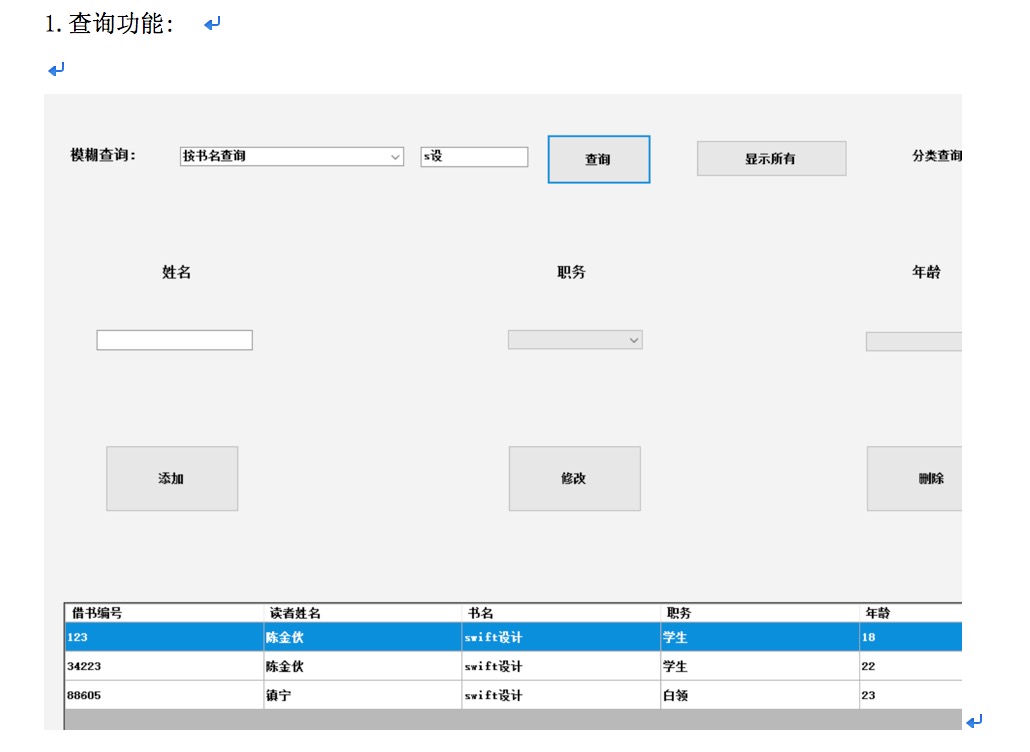 1. 查询功能:
模糊查询: 按书名查询 s设 查询 显示所有 分类查询
姓名 职务 年龄
添加 修改 删除
借书编号 读者姓名 书名 职务 年龄
123 陈金伙 swift设计 学生 18
34223 陈金伙 swift设计 学生 22
88605 镇宁 swift设计 白领 23